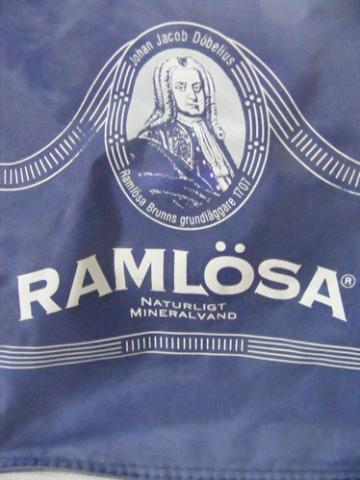 Johan Jacob Döbelius
Ramlösa Brunns grundläggare 1707
RAMLÖSA®
NATURLIGT
MINERALVAND